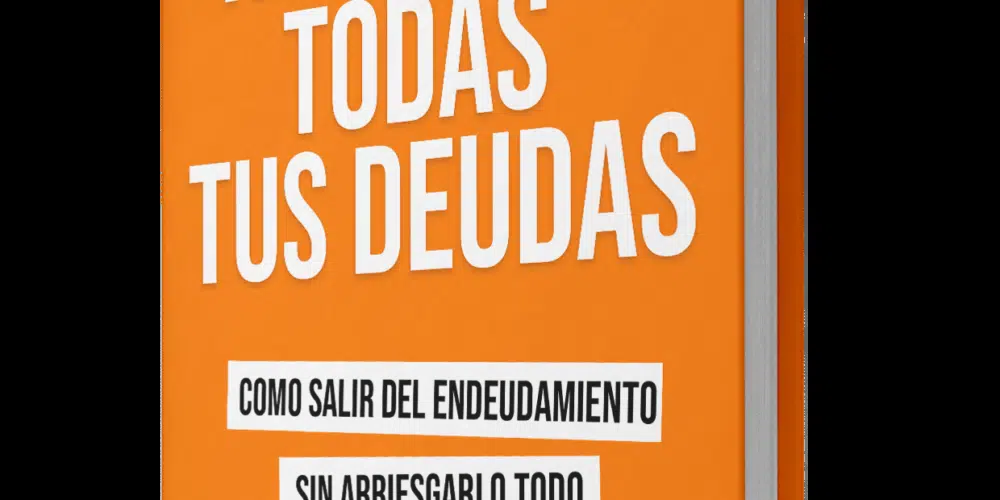 TODAS
TUS DEUDAS
COMO SALIR DEL ENDEUDAMIENTO
SIN ARRIESGARLO TODO